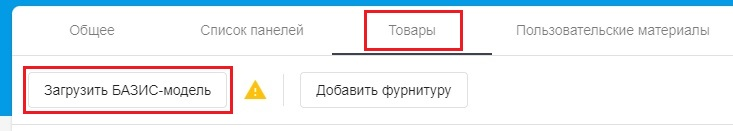 Общее Список панелей Товары Пользовательские материалы
Загрузить БАЗИС-модель Добавить фурнитуру